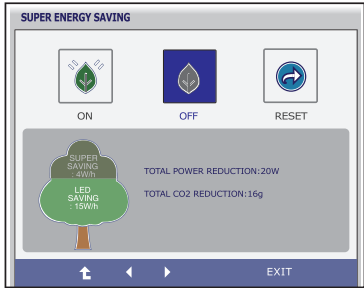 SUPER ENERGY SAVING
ON
OFF
RESET
SUPER
SAVING
: 4W/h
LED
SAVING
: 15W/h
TOTAL POWER REDUCTION:20W
TOTAL CO2 REDUCTION:16g
EXIT